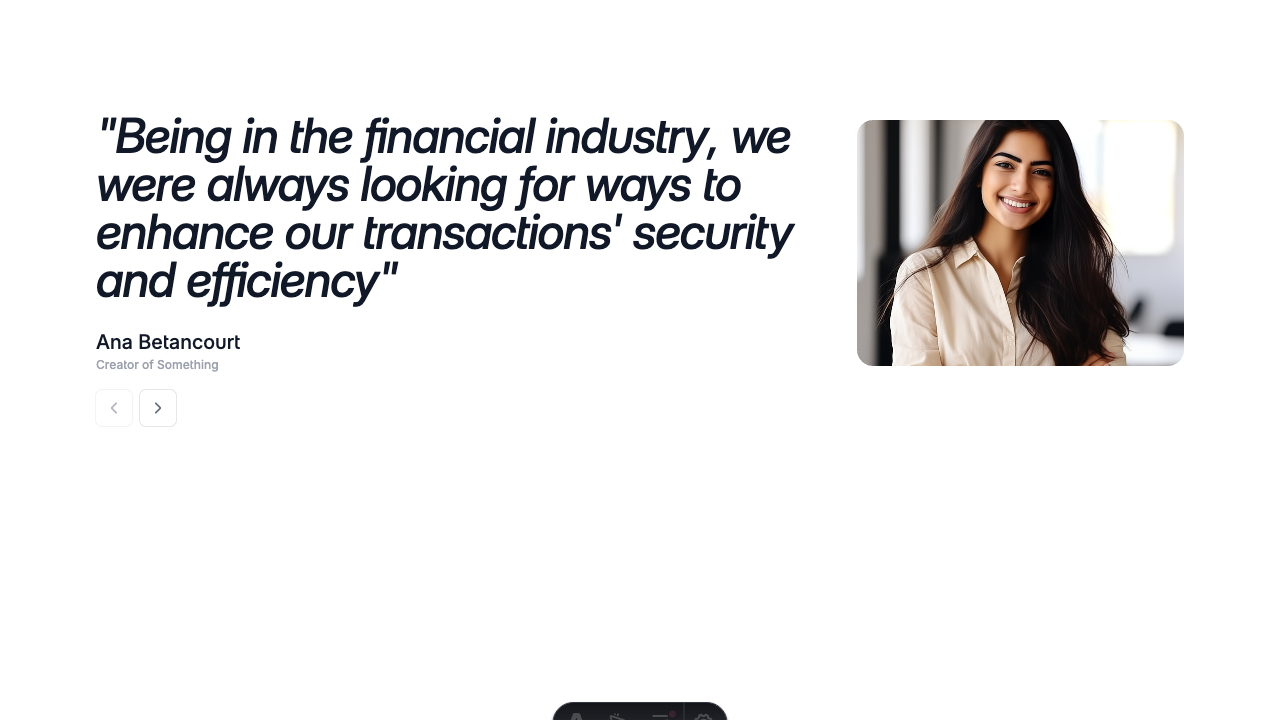 "Being in the financial industry, we
were always looking for ways to
enhance our transactions' security
and efficiency"
Ana Betancourt
Creator of Something